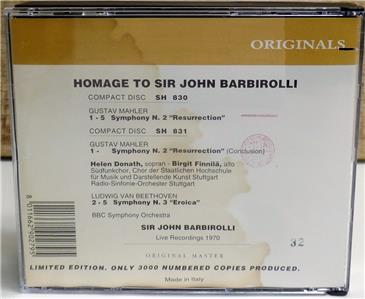 ORIGINALS
HOMAGE TO SIR JOHN BARBIROLLI
COMPACT DISC SH 830
GUSTAV MAHLER
1 - 5 Symphony N. 2 "Resurrection"
COMPACT DISC SH 831
GUSTAV MAHLER
1 - Symphony N. 2 "Resurrection" (Conclusion)
Helen Donath, sopran - Birgit Finnilä, alto
Südfunkchor, Chor der Staatlichen Hochschule
für Musik und Darstellende Kunst Stuttgart
Radio-Sinfonie-Orchester Stuttgart
LUDWIG VAN BEETHOVEN
2 - 5 Symphony N. 3 "Eroica"
BBC Symphony Orchestra
SIR JOHN BARBIROLLI
Live Recordings 1970
32
ORIGINAL MASTER
LIMITED EDITION. ONLY 3000 NUMBERED COPIES PRODUCED.
Made in Italy